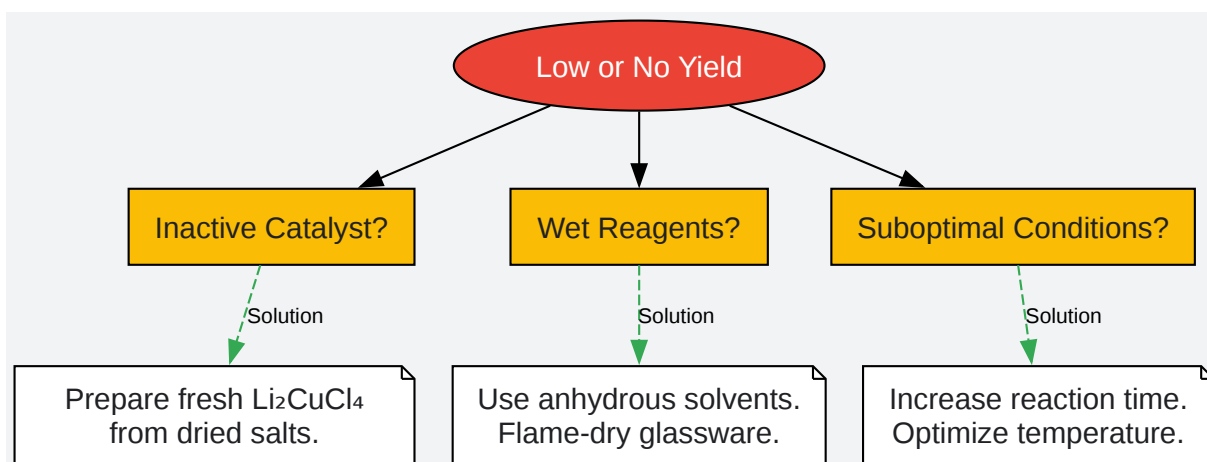 Low or No Yield
Inactive Catalyst?
Wet Reagents?
Suboptimal Conditions?
Solution
Solution
Solution
Prepare fresh Li₂CuCl₄
from dried salts.
Use anhydrous solvents.
Flame-dry glassware.
Increase reaction time.
Optimize temperature.